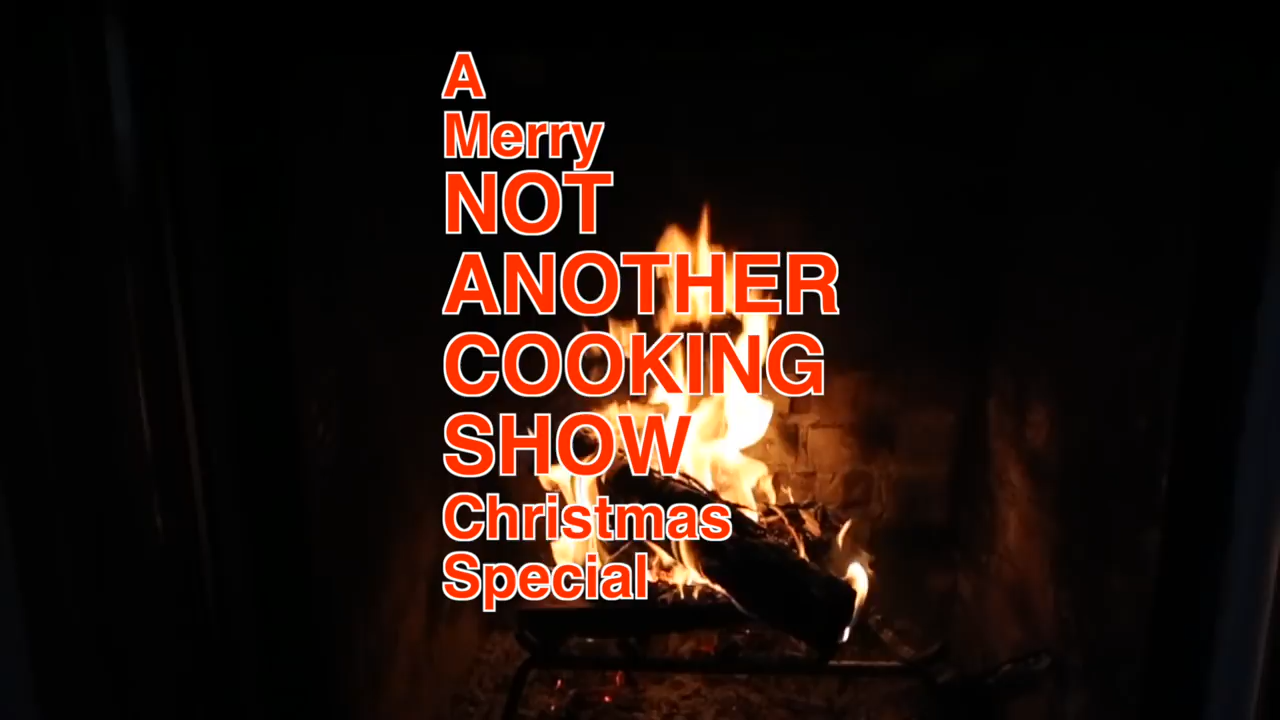 A
Merry
NOT
ANOTHER
COOKING
SHOW
Christmas
Special